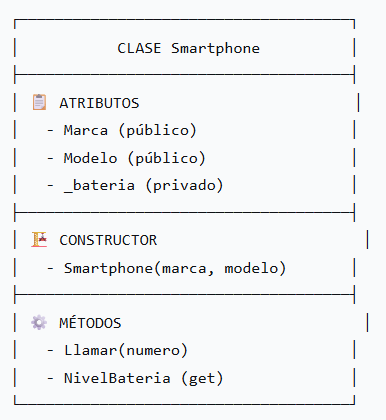 CLASE Smartphone
📋 ATRIBUTOS
- Marca (público)
- Modelo (público)
- _bateria (privado)
🏗️ CONSTRUCTOR
- Smartphone(marca, modelo)
⚙️ MÉTODOS
- Llamar(numero)
- NivelBateria (get)